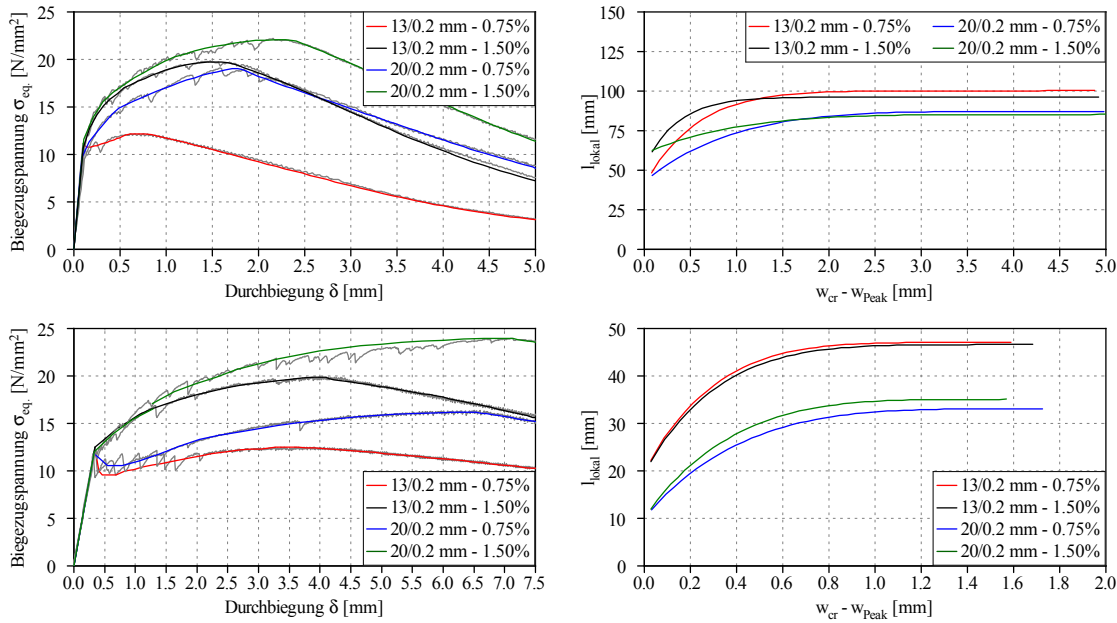 Biegezugspannung σeq. [N/mm²]
25
20
15
10
5
0
0.0 0.5 1.0 1.5 2.0 2.5 3.0 3.5 4.0 4.5 5.0
Durchbiegung δ [mm]
13/0.2 mm - 0.75%
13/0.2 mm - 1.50%
20/0.2 mm - 0.75%
20/0.2 mm - 1.50%
llokal [mm]
150
125
100
75
50
25
0
0.0 0.5 1.0 1.5 2.0 2.5 3.0 3.5 4.0 4.5 5.0
wcr - wPeak [mm]
13/0.2 mm - 0.75% 20/0.2 mm - 0.75%
13/0.2 mm - 1.50% 20/0.2 mm - 1.50%
Biegezugspannung σeq. [N/mm²]
25
20
15
10
5
0
0.0 0.5 1.0 1.5 2.0 2.5 3.0 3.5 4.0 4.5 5.0 5.5 6.0 6.5 7.0 7.5
Durchbiegung δ [mm]
13/0.2 mm - 0.75%
13/0.2 mm - 1.50%
20/0.2 mm - 0.75%
20/0.2 mm - 1.50%
llokal [mm]
50
40
30
20
10
0
0.0 0.2 0.4 0.6 0.8 1.0 1.2 1.4 1.6 1.8 2.0
wcr - wPeak [mm]
13/0.2 mm - 0.75%
13/0.2 mm - 1.50%
20/0.2 mm - 0.75%
20/0.2 mm - 1.50%